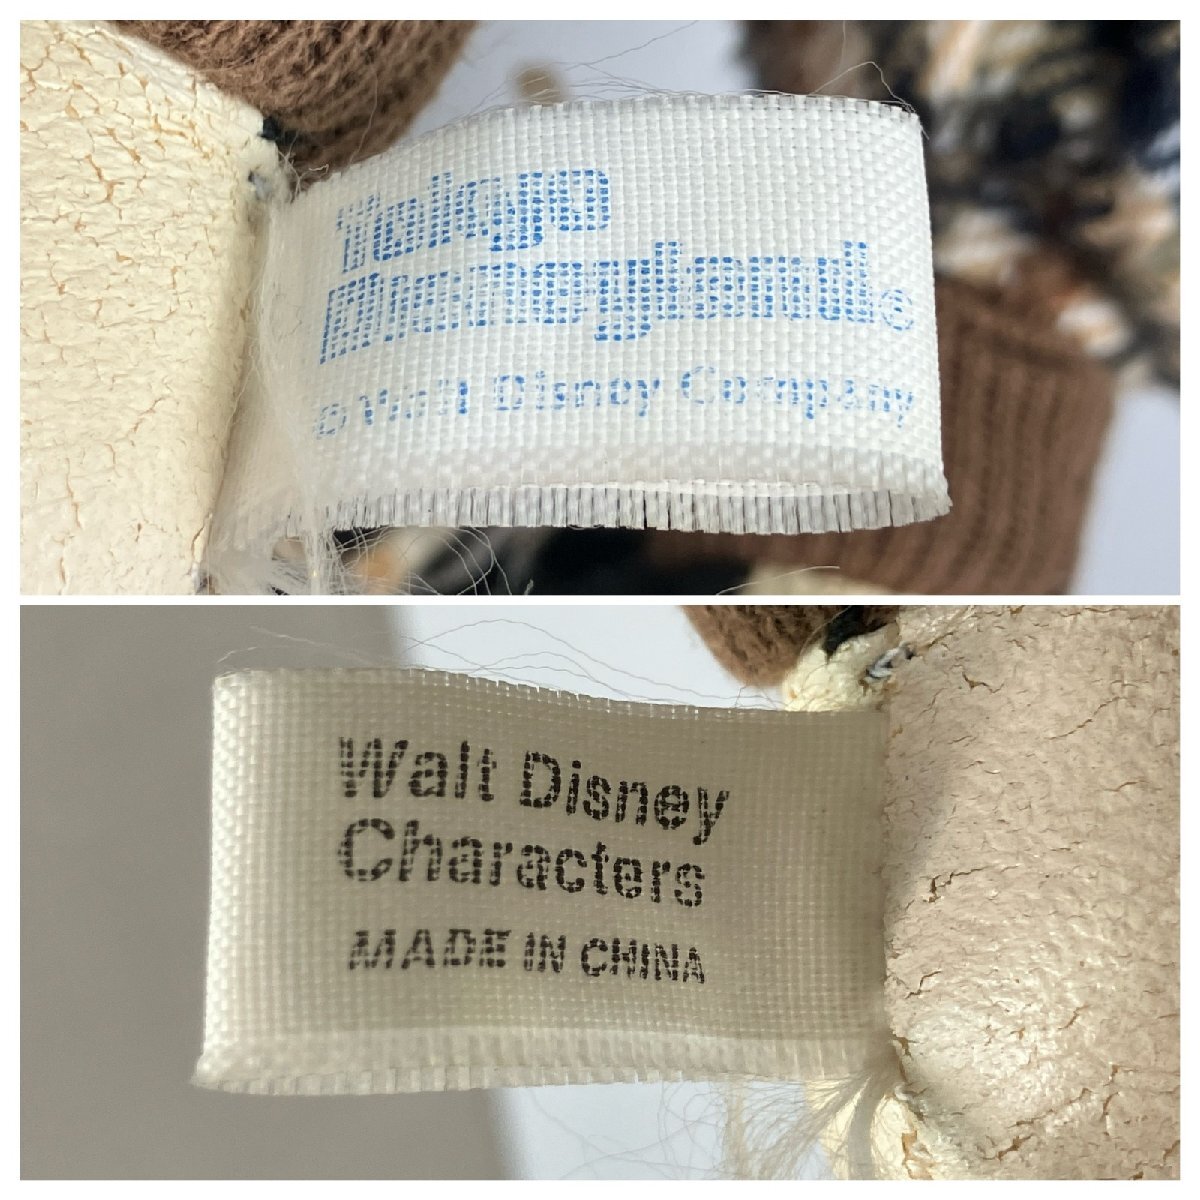 Tokyo
Disneyland®
© Walt Disney Company
Walt Disney
Characters
MADE IN CHINA